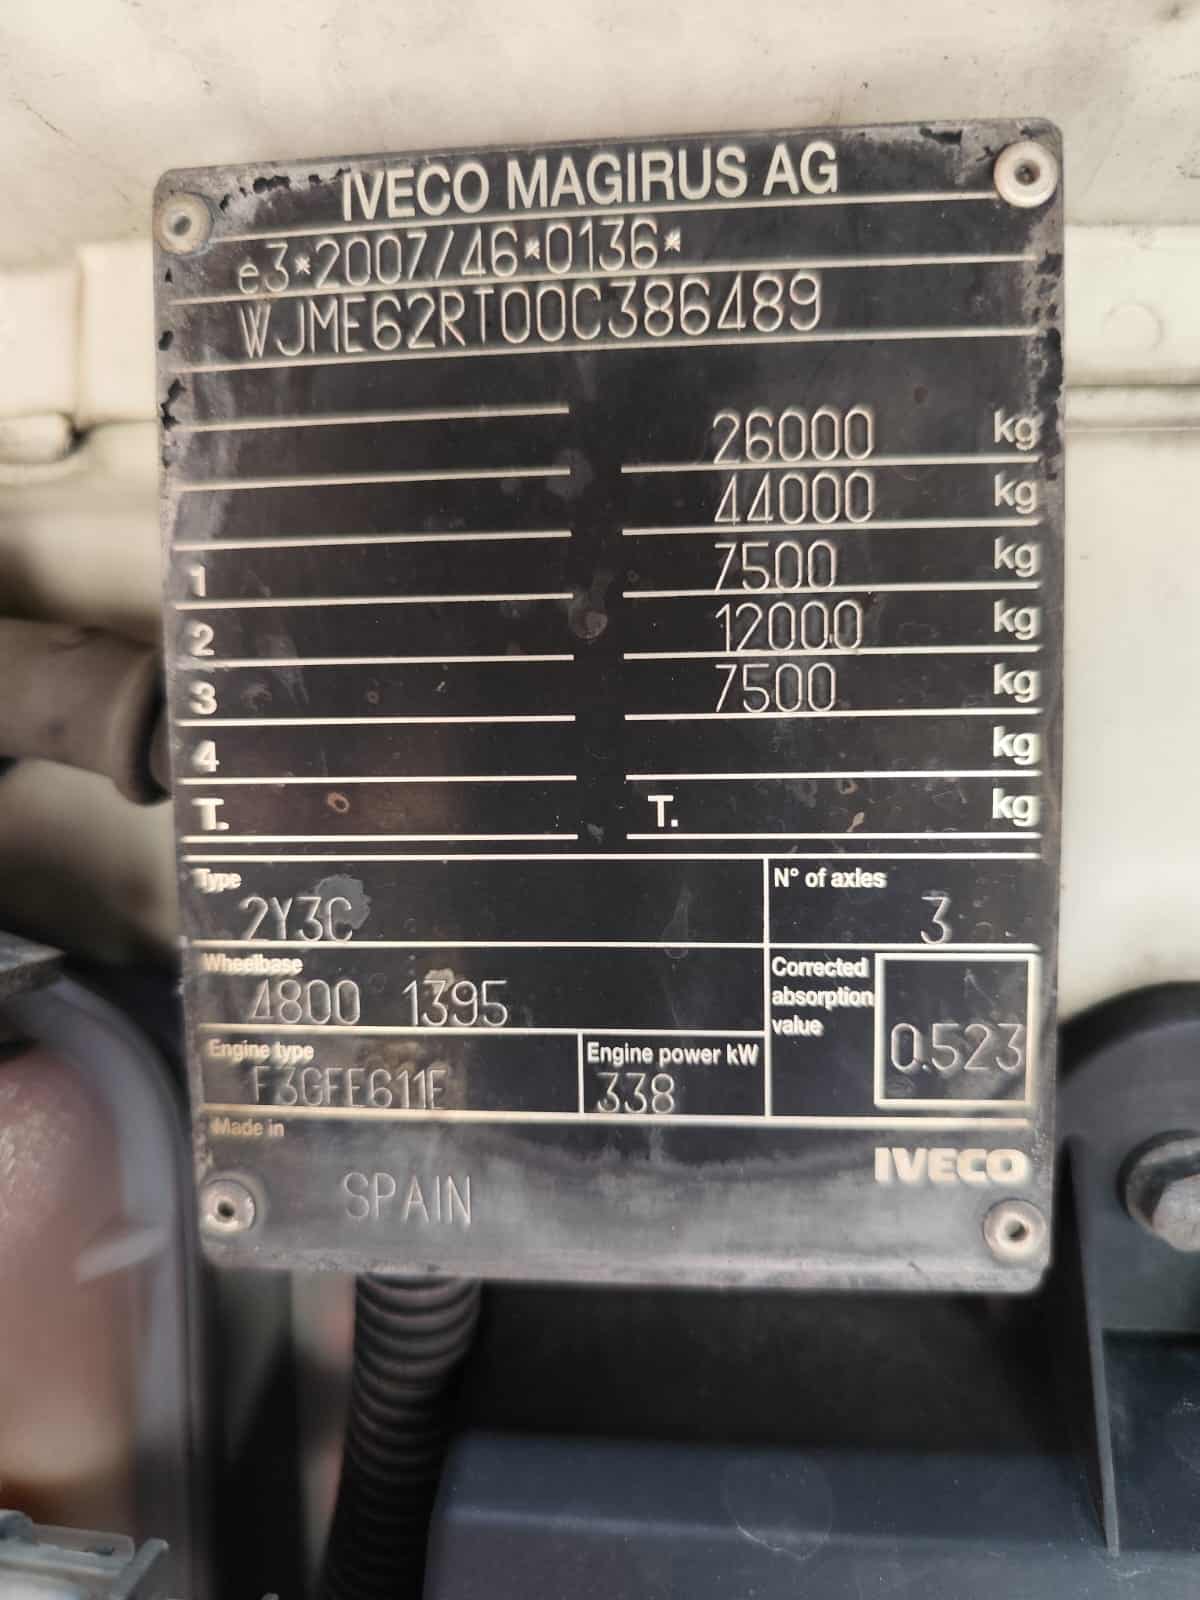 IVECO MAGIRUS AG
e3*2007/46*0136*
WJME62RT00C386489
26000 kg
44000 kg
1 7500 kg
2 12000 kg
3 7500 kg
4 kg
T. T. kg
Type N° of axles
2Y3C 3
Wheelbase Corrected absorption value
4800 1395 0.523
Engine type Engine power kW
F3GFE611E 338
Made in
SPAIN
IVECO